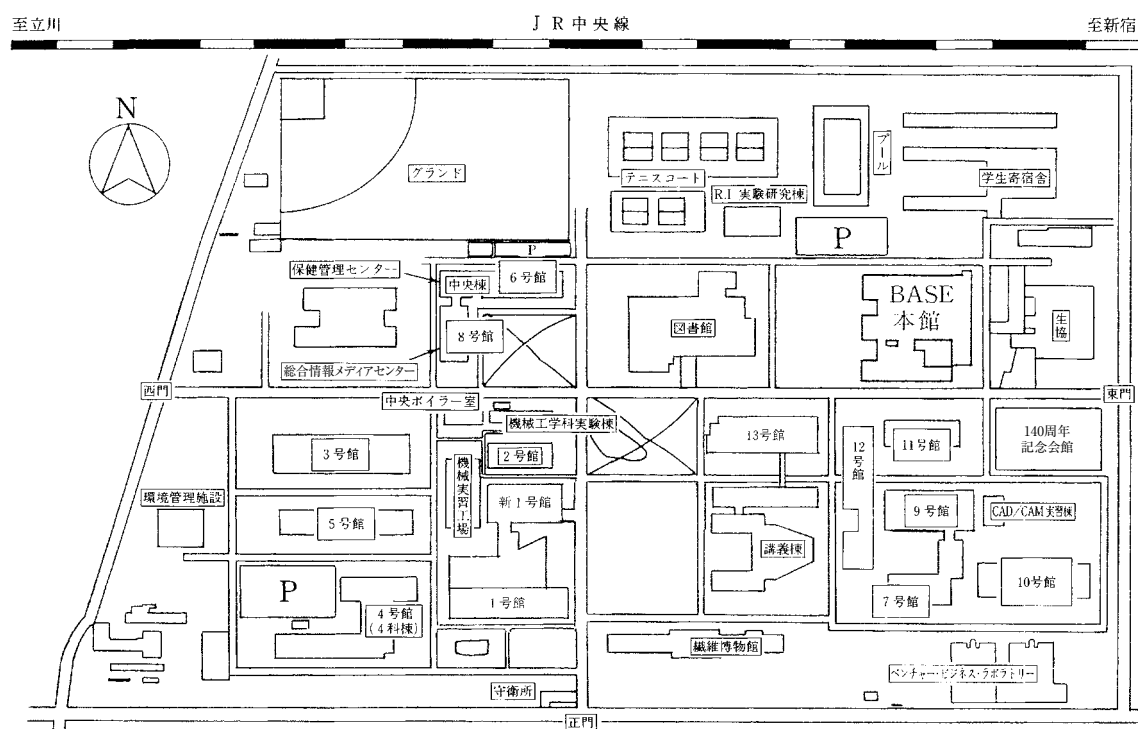 至立川
JR中央線
至新宿
N
グランド
テニスコート
R.I 実験研究棟
プール
学生寄宿舎
P
P
保健管理センター
中央棟
6号館
8号館
総合情報メディアセンター
図書館
BASE
本館
生協
西門
東門
中央ボイラー室
機械工学科実験棟
3号館
2号館
13号館
12号館
11号館
140周年
記念会館
環境管理施設
機械実習工場
新1号館
5号館
9号館
CAD/CAM実習棟
講義棟
P
4号館
(4科棟)
1号館
7号館
10号館
繊維博物館
ベンチャー・ビジネス・ラボラトリー
守衛所
正門